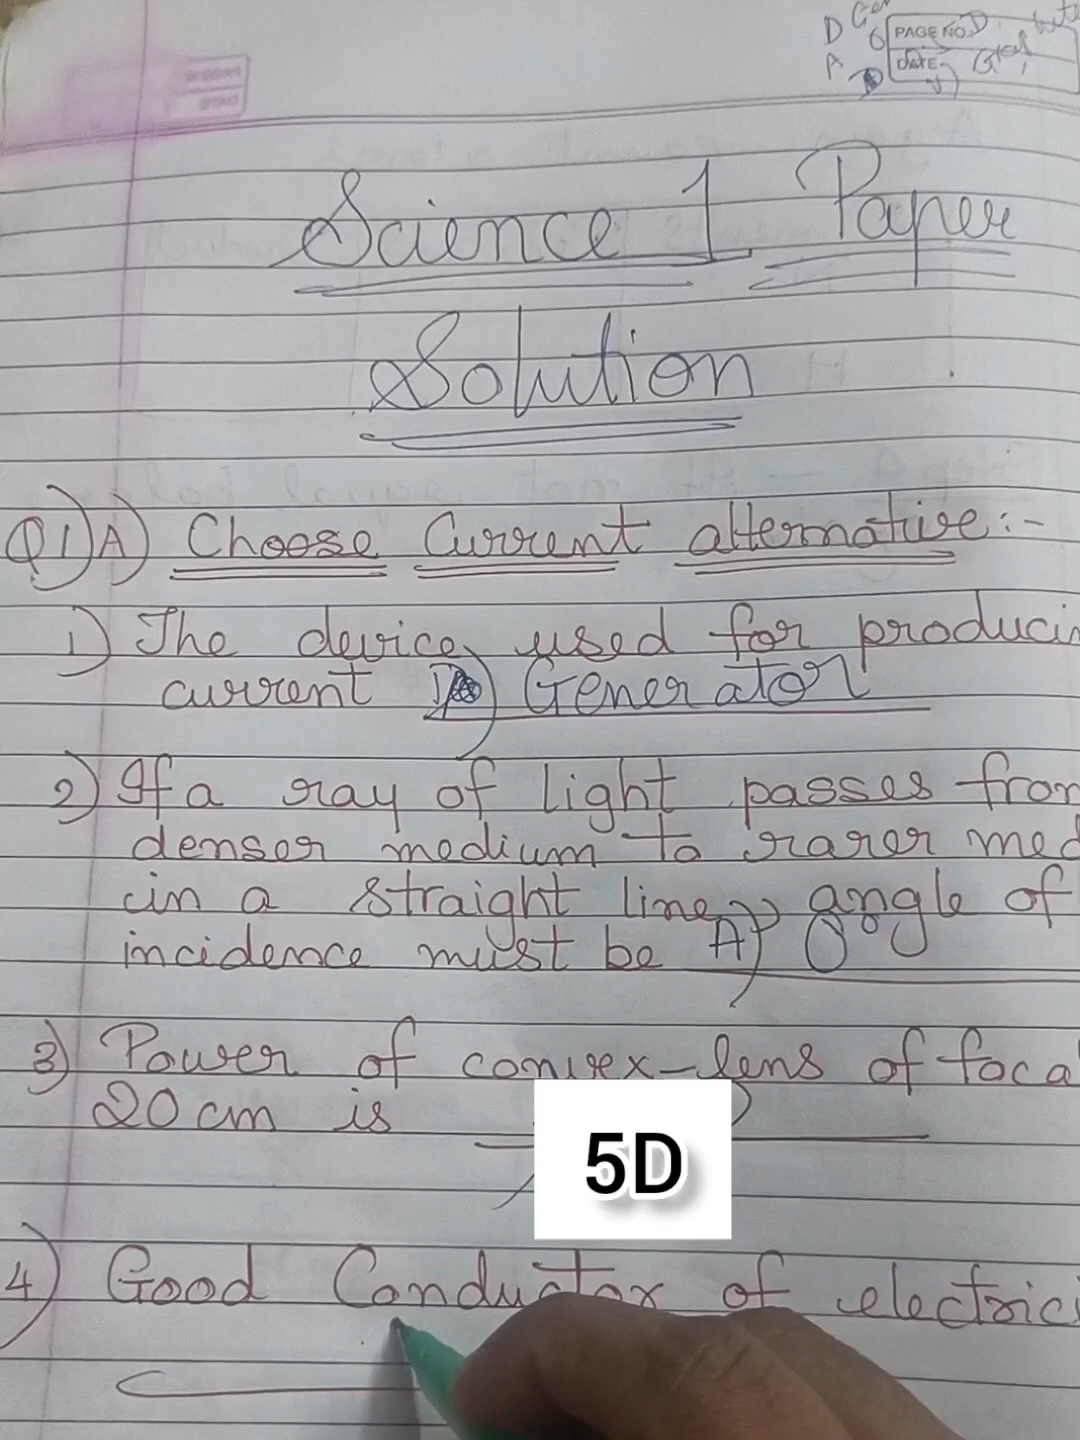 PAGE NO.
DATE
Science 1 Paper
Solution
Q1)A) Choose Current alternative:-
1) The device used for producin
current D) Generator
2) If a ray of light passes from
denser medium to rarer med
in a straight line, angle of
incidence must be A) 0°
3) Power of convex-lens of foca
20 cm is
5D
4) Good Conductor of electrici